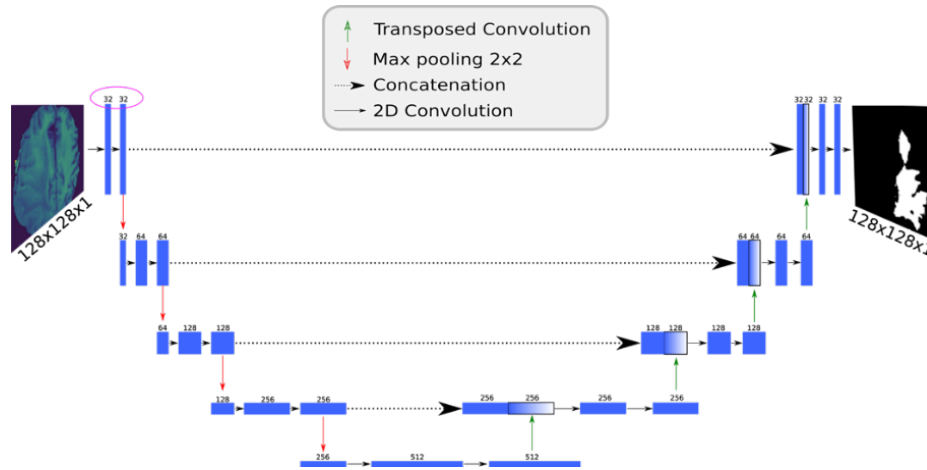 Transposed Convolution
Max pooling 2x2
Concatenation
2D Convolution
32 32
32 32 32 32
128x128x1
128x128x1
32 64 64
64 64 64 64
64 128 128
128 128 128 128
128 256 256
256 256 256 256
256 512 512